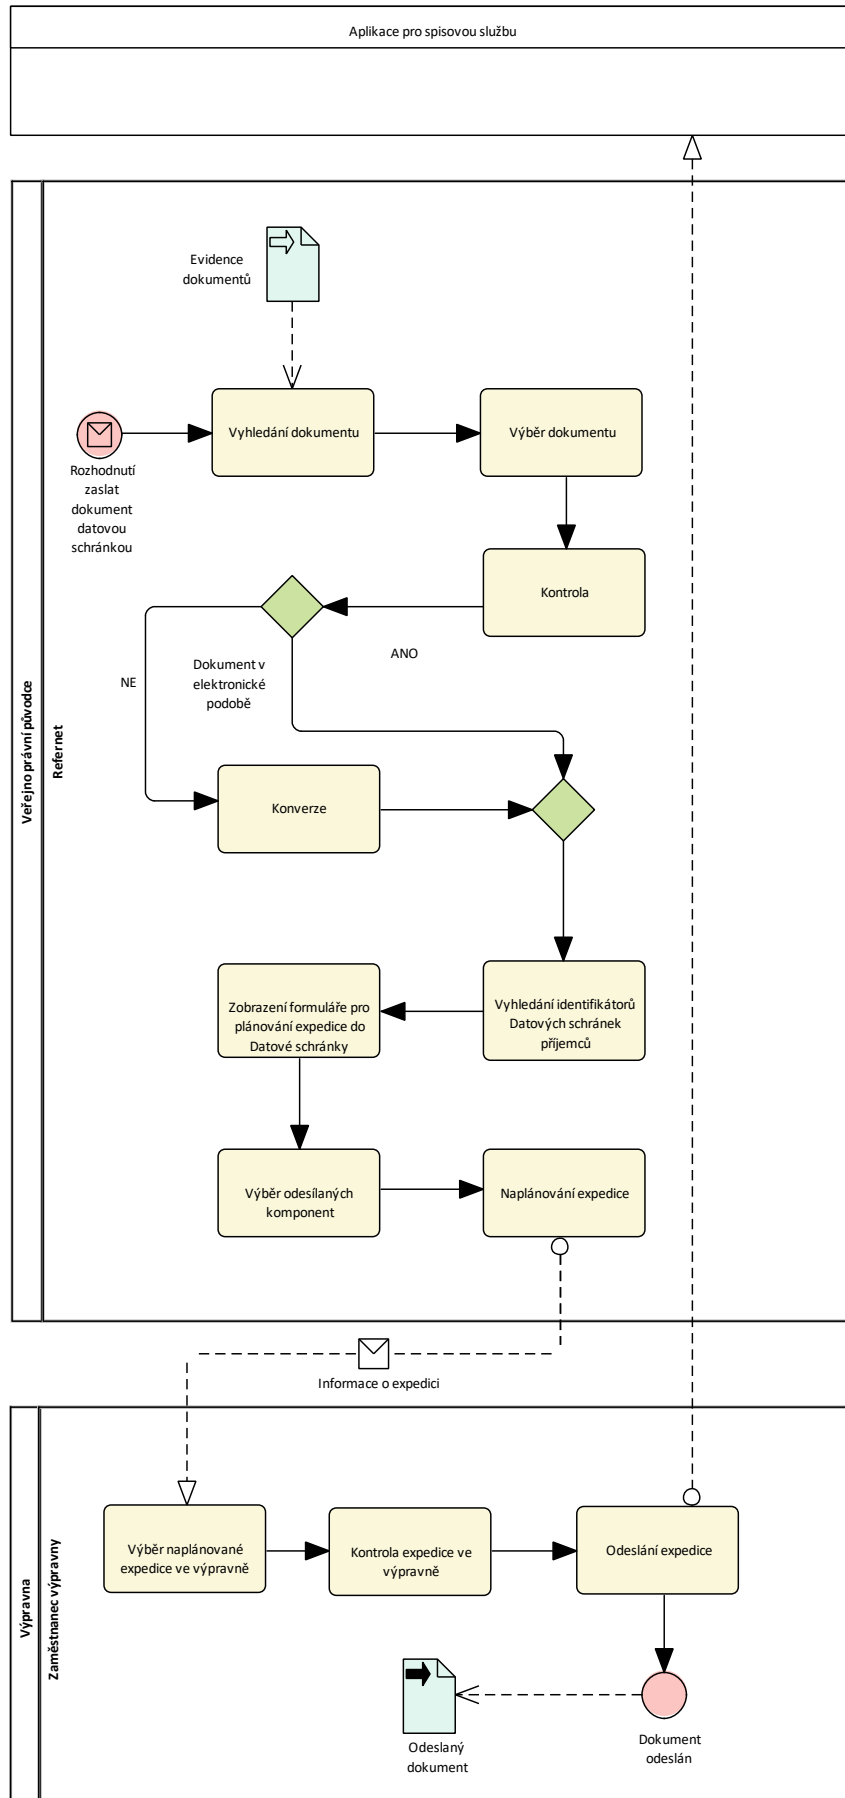 Aplikace pro spisovou službu
Veřejno právní původce
Refernet
Evidence
dokumentů
Vyhledání dokumentu
Výběr dokumentu
Rozhodnutí
zaslat
dokument
datovou
schránkou
Kontrola
ANO
NE
Dokument v
elektronické
podobě
Konverze
Zobrazení formuláře pro
plánování expedice do
Datové schránky
Vyhledání identifikátorů
Datových schránek
příjemců
Výběr odesílaných
komponent
Naplánování expedice
Informace o expedici
Výpravna
Zaměstnanec výpravny
Výběr naplánované
expedice ve výpravně
Kontrola expedice ve
výpravně
Odeslání expedice
Odeslaný
dokument
Dokument
odeslán